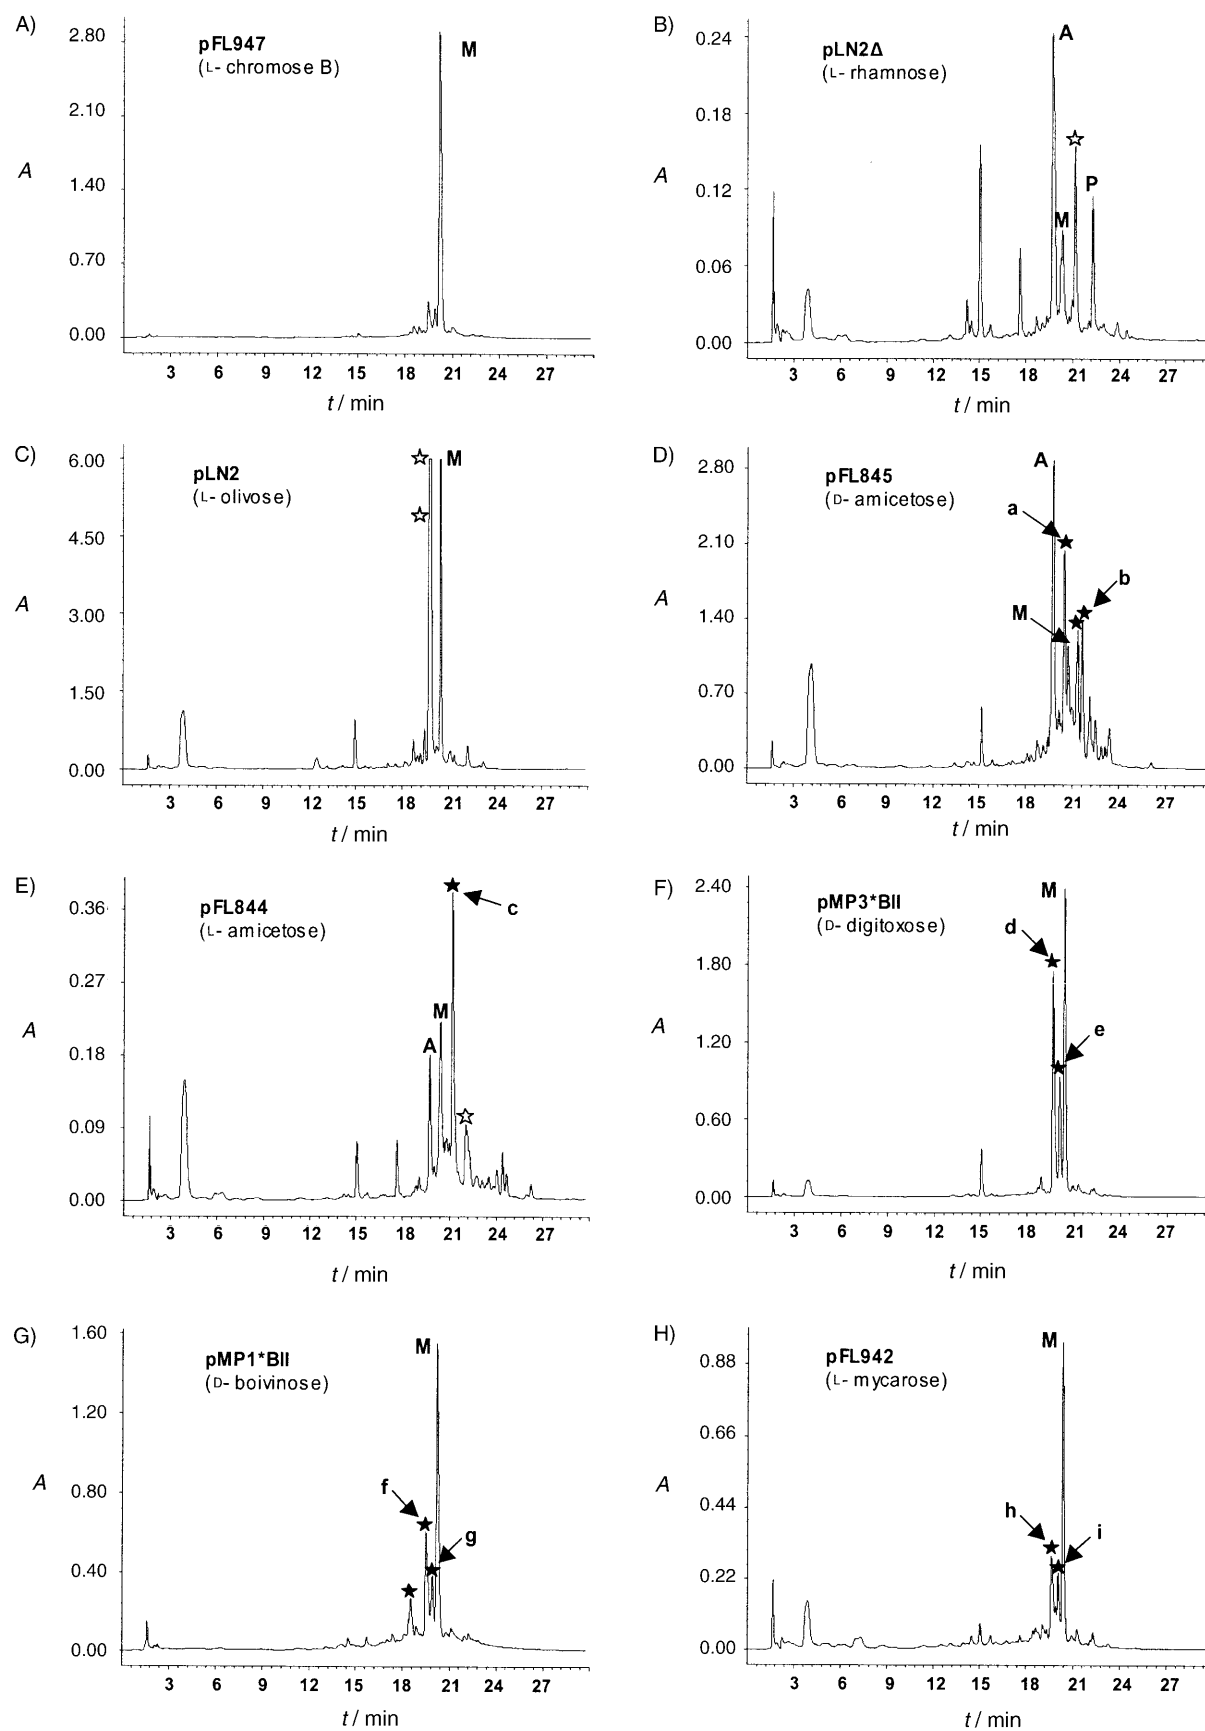 A)
pFL947
(L- chromose B)
M
2.80
2.10
1.40
0.70
0.00
A
3 6 9 12 15 18 21 24 27
t / min
B)
pLN2Δ
(L- rhamnose)
A
M
P
0.24
0.18
0.12
0.06
0.00
A
3 6 9 12 15 18 21 24 27
t / min
C)
pLN2
(L- olivose)
M
6.00
4.50
3.00
1.50
0.00
A
3 6 9 12 15 18 21 24 27
t / min
D)
pFL845
(D- amicetose)
A
a
b
M
2.80
2.10
1.40
0.70
0.00
A
3 6 9 12 15 18 21 24 27
t / min
E)
pFL844
(L- amicetose)
c
M
A
0.36
0.27
0.18
0.09
0.00
A
3 6 9 12 15 18 21 24 27
t / min
F)
pMP3*BII
(D- digitoxose)
M
d
e
2.40
1.80
1.20
0.60
0.00
A
3 6 9 12 15 18 21 24 27
t / min
G)
pMP1*BII
(D- boivinose)
M
f
g
1.60
1.20
0.80
0.40
0.00
A
3 6 9 12 15 18 21 24 27
t / min
H)
pFL942
(L- mycarose)
M
h
i
0.88
0.66
0.44
0.22
0.00
A
3 6 9 12 15 18 21 24 27
t / min